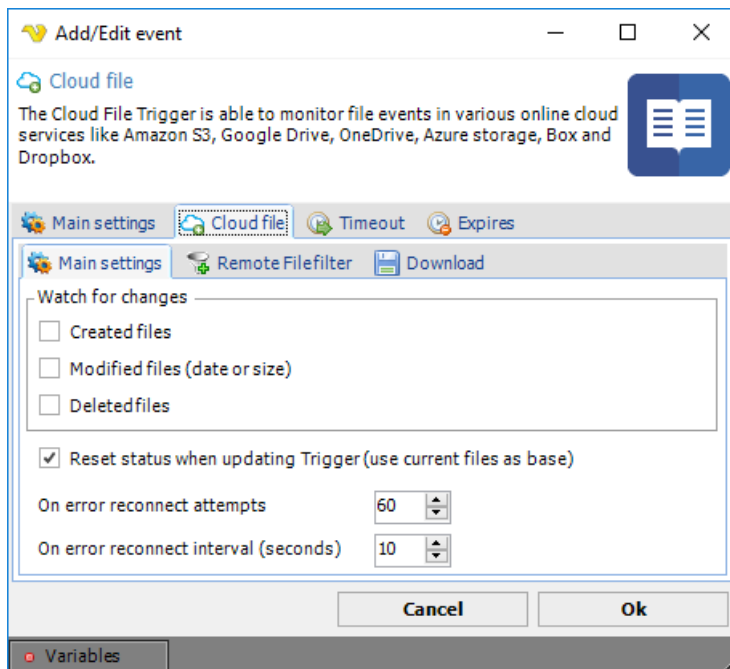 Add/Edit event
Cloud file
The Cloud File Trigger is able to monitor file events in various online cloud
services like Amazon S3, Google Drive, OneDrive, Azure storage, Box and
Dropbox.
Main settings Cloud file Timeout Expires
Main settings Remote Filefilter Download
Watch for changes
Created files
Modified files (date or size)
Deleted files
Reset status when updating Trigger (use current files as base)
On error reconnect attempts 60
On error reconnect interval (seconds) 10
Cancel Ok
Variables